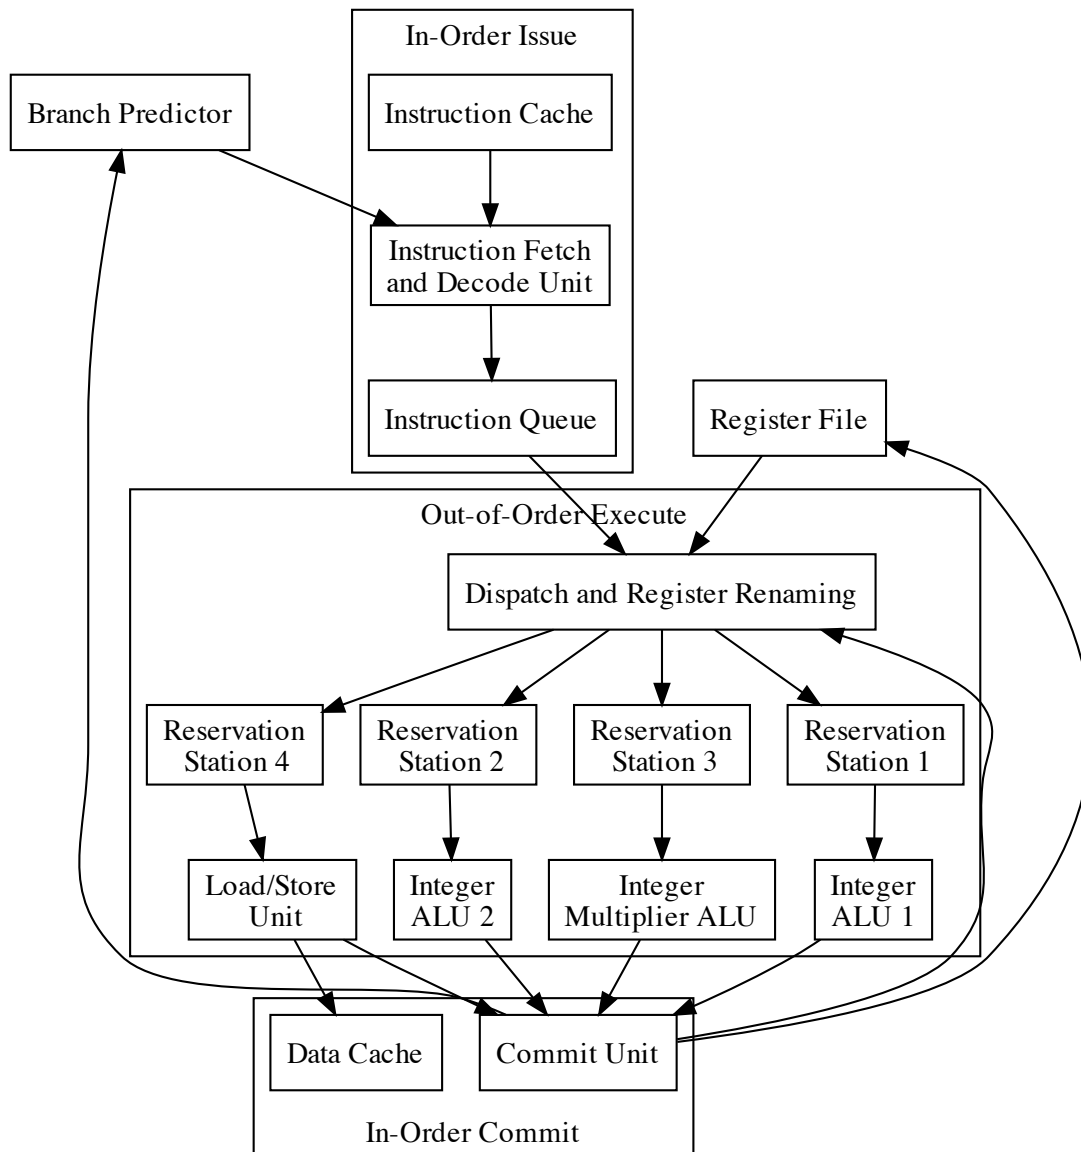 In-Order Issue
Branch Predictor
Instruction Cache
Instruction Fetch
and Decode Unit
Instruction Queue
Register File
Out-of-Order Execute
Dispatch and Register Renaming
Reservation
Station 4
Reservation
Station 2
Reservation
Station 3
Reservation
Station 1
Load/Store
Unit
Integer
ALU 2
Integer
Multiplier ALU
Integer
ALU 1
Data Cache
Commit Unit
In-Order Commit